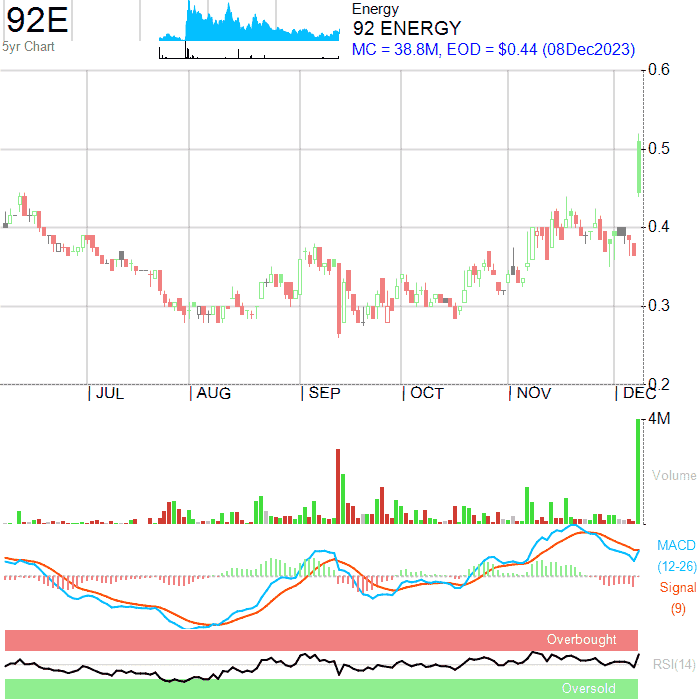 92E
5yr Chart
Energy
92 ENERGY
MC = 38.8M, EOD = $0.44 (08Dec2023)
0.6
0.5
0.4
0.3
0.2
JUL
AUG
SEP
OCT
NOV
DEC
4M
Volume
MACD
(12-26)
Signal
(9)
Overbought
RSI(14)
Oversold